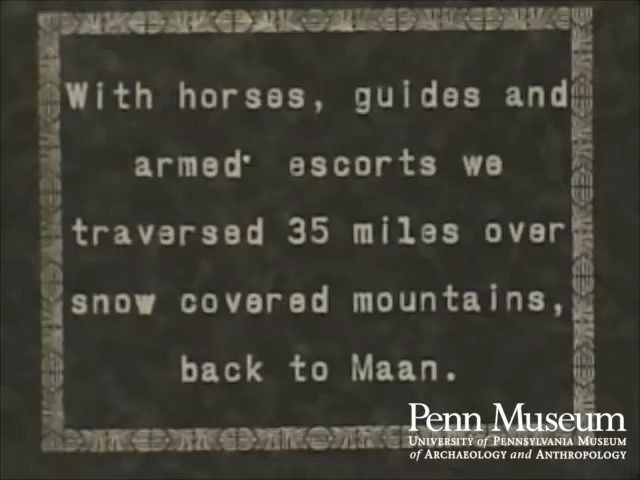 With horses, guides and
armed escorts we
traversed 35 miles over
snow covered mountains,
back to Maan.
Penn Museum
University of Pennsylvania Museum
of Archaeology and Anthropology